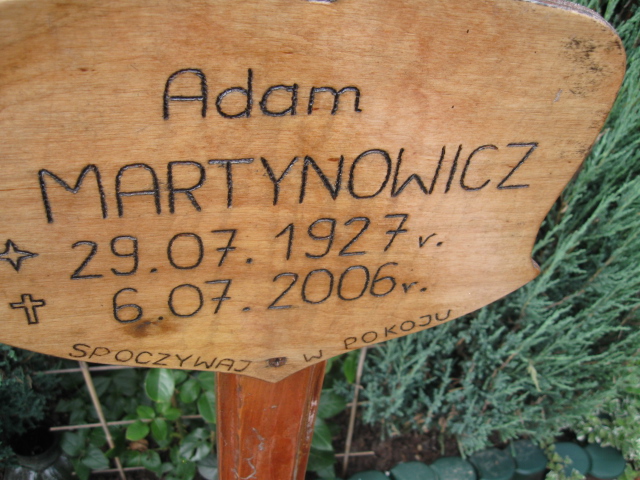 Adam
MARTYNOWICZ
29.07.1927r.
6.07.2006r.
SPOCZYWAJ W POKOJU